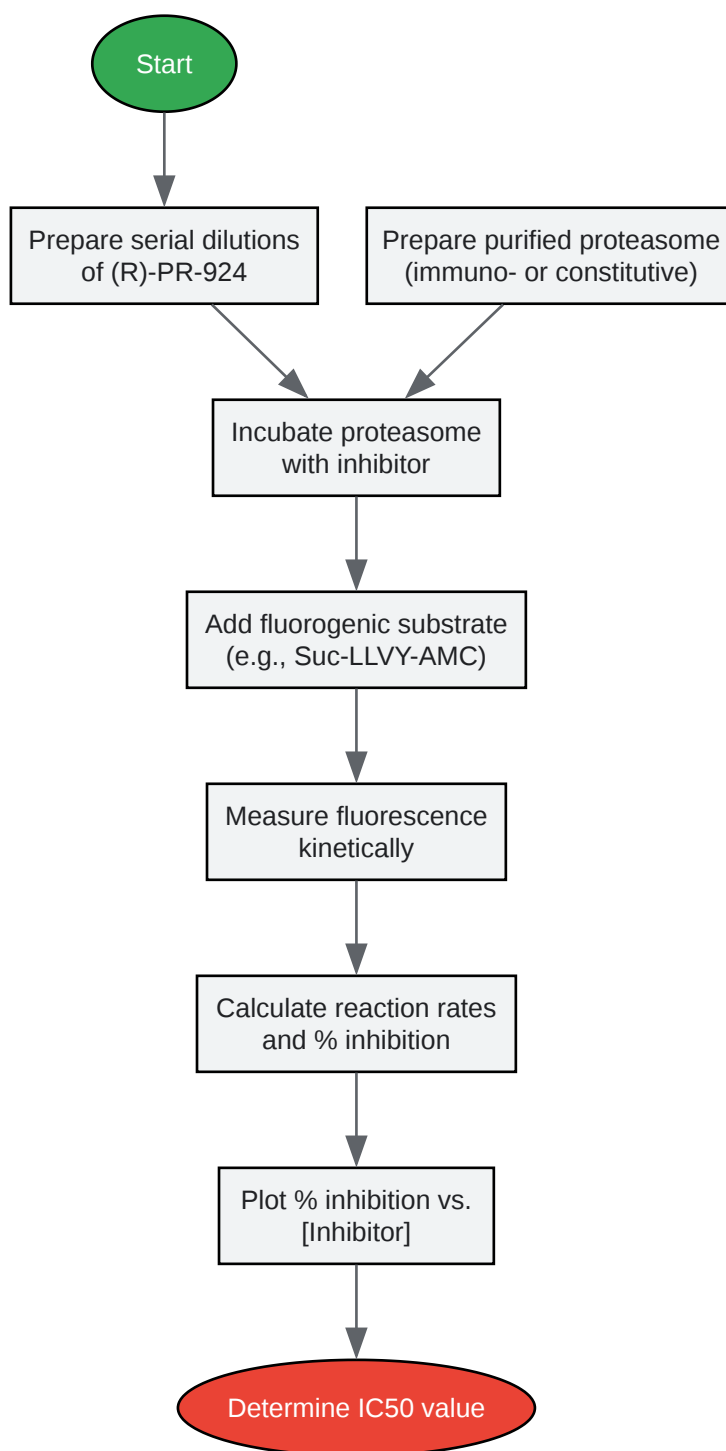 Start
Prepare serial dilutions
of (R)-PR-924
Prepare purified proteasome
(immuno- or constitutive)
Incubate proteasome
with inhibitor
Add fluorogenic substrate
(e.g., Suc-LLVY-AMC)
Measure fluorescence
kinetically
Calculate reaction rates
and % inhibition
Plot % inhibition vs.
[Inhibitor]
Determine IC50 value